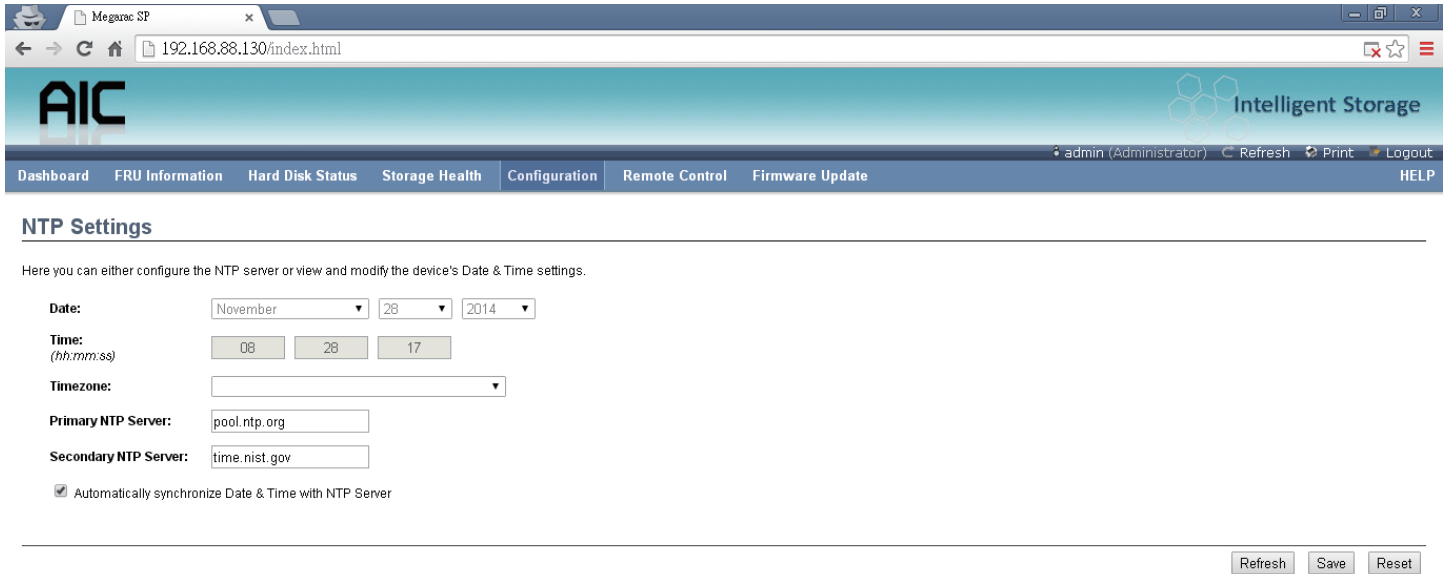 Megarac SP
192.168.88.130/index.html
AIC
Intelligent Storage
admin (Administrator) Refresh Print Logout
Dashboard FRU Information Hard Disk Status Storage Health Configuration Remote Control Firmware Update HELP
NTP Settings
Here you can either configure the NTP server or view and modify the device's Date & Time settings.
Date: November 28 2014
Time: 08 28 17
(hh:mm:ss)
Timezone:
Primary NTP Server: pool.ntp.org
Secondary NTP Server: time.nist.gov
Automatically synchronize Date & Time with NTP Server
Refresh Save Reset